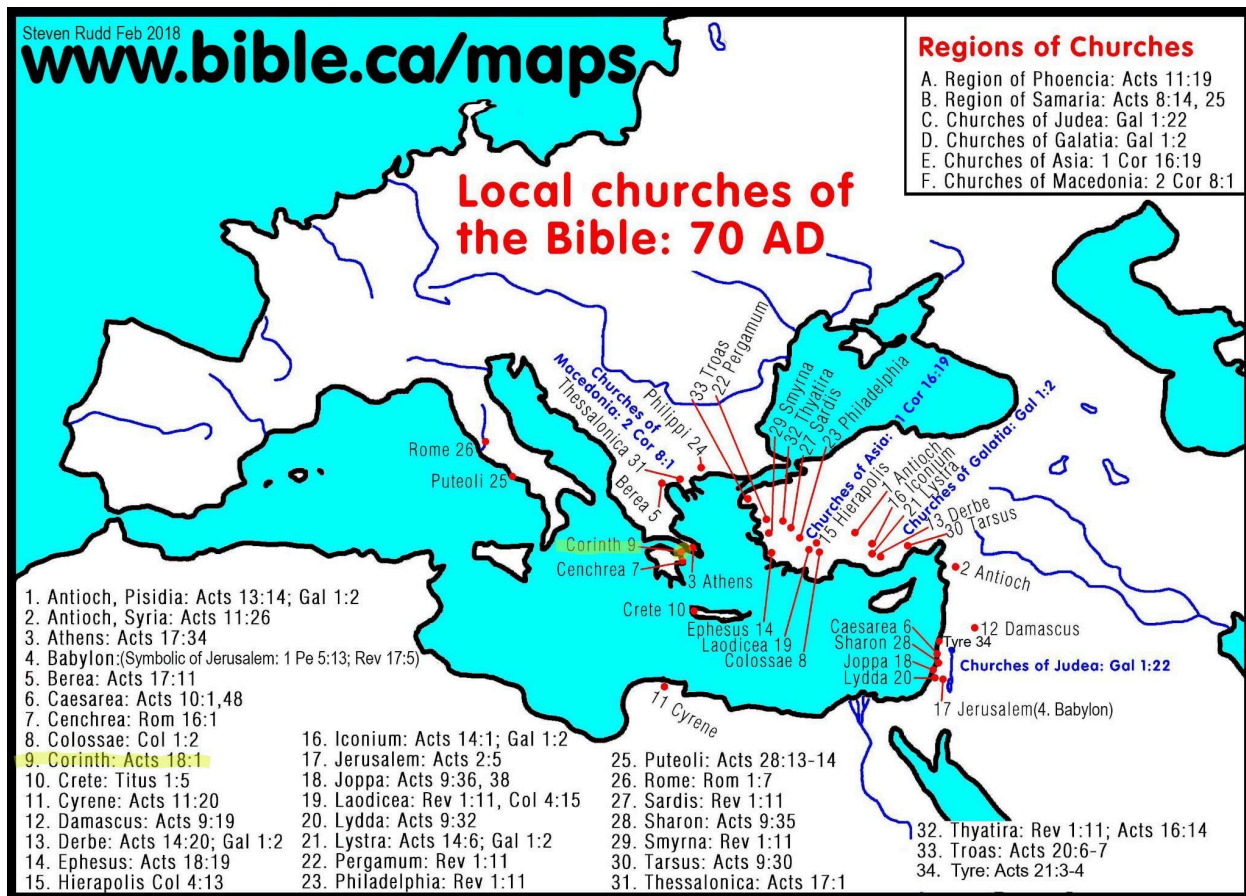 Steven Rudd Feb 2018
www.bible.ca/maps
Regions of Churches
A. Region of Phoencia: Acts 11:19
B. Region of Samaria: Acts 8:14, 25
C. Churches of Judea: Gal 1:22
D. Churches of Galatia: Gal 1:2
E. Churches of Asia: 1 Cor 16:19
F. Churches of Macedonia: 2 Cor 8:1
Local churches of
the Bible: 70 AD
33 Troas
22 Pergamum
29 Smyrna
32 Thyatira
27 Sardis
23 Philadelphia
Churches of Asia: 1 Cor 16:19
15 Hierapolis
1 Antioch
16 Iconium
21 Lystra
Churches of Galatia: Gal 1:2
13 Derbe
30 Tarsus
Churches of
Macedonia: 2 Cor 8:1
Thessalonica 31
Philippi 24
Berea 5
Rome 26
Puteoli 25
Corinth 9
Cenchrea 7
3 Athens
Crete 10
Ephesus 14
Laodicea 19
Colossae 8
2 Antioch
12 Damascus
Caesarea 6
Sharon 28
Tyre 34
Joppa 18
Lydda 20
Churches of Judea: Gal 1:22
17 Jerusalem(4. Babylon)
11 Cyrene
1. Antioch, Pisidia: Acts 13:14; Gal 1:2
2. Antioch, Syria: Acts 11:26
3. Athens: Acts 17:34
4. Babylon:(Symbolic of Jerusalem: 1 Pe 5:13; Rev 17:5)
5. Berea: Acts 17:11
6. Caesarea: Acts 10:1,48
7. Cenchrea: Rom 16:1
8. Colossae: Col 1:2
9. Corinth: Acts 18:1
10. Crete: Titus 1:5
11. Cyrene: Acts 11:20
12. Damascus: Acts 9:19
13. Derbe: Acts 14:20; Gal 1:2
14. Ephesus: Acts 18:19
15. Hierapolis Col 4:13
16. Iconium: Acts 14:1; Gal 1:2
17. Jerusalem: Acts 2:5
18. Joppa: Acts 9:36, 38
19. Laodicea: Rev 1:11, Col 4:15
20. Lydda: Acts 9:32
21. Lystra: Acts 14:6; Gal 1:2
22. Pergamum: Rev 1:11
23. Philadelphia: Rev 1:11
25. Puteoli: Acts 28:13-14
26. Rome: Rom 1:7
27. Sardis: Rev 1:11
28. Sharon: Acts 9:35
29. Smyrna: Rev 1:11
30. Tarsus: Acts 9:30
31. Thessalonica: Acts 17:1
32. Thyatira: Rev 1:11; Acts 16:14
33. Troas: Acts 20:6-7
34. Tyre: Acts 21:3-4